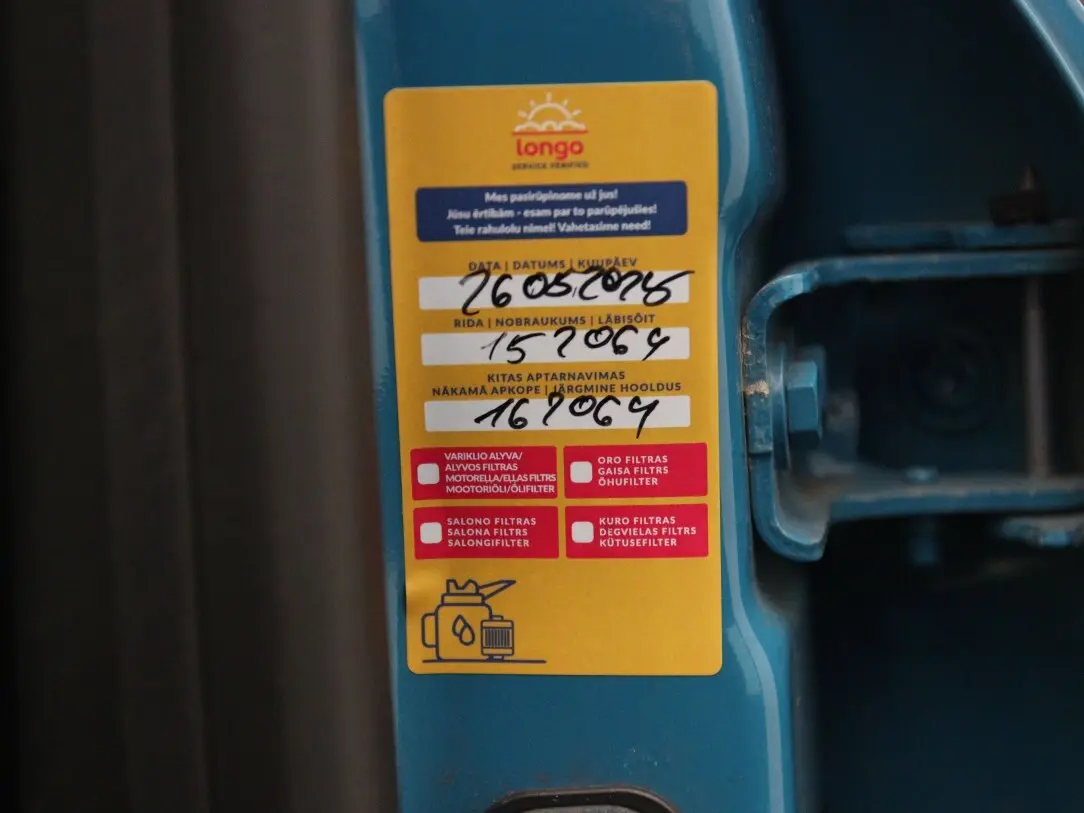 longo
SERVICE VERIFIED
Mes pasirūpinome už jus!
Jūsu ērtībām - esam par to parūpējušies!
Teie rahulolu nimel! Vahetasime need!
DATA | DATUMS | KUUPÄEV
26 05.2025
RIDA | NOBRAUKUMS | LÄBISÕIT
152064
KITAS APTARNAVIMAS
NĀKAMĀ APKOPE | JÄRGMINE HOOLDUS
162064
VARIKLIO ALYVA/
ALYVOS FILTRAS
MOTOREĻĻA/EĻĻAS FILTRS
MOOTORIÕLI/ÕLIFILTER
ORO FILTRAS
GAISA FILTRS
ÕHUFILTER
SALONO FILTRAS
SALONA FILTRS
SALONGIFILTER
KURO FILTRAS
DEGVIELAS FILTRS
KÜTUSEFILTER